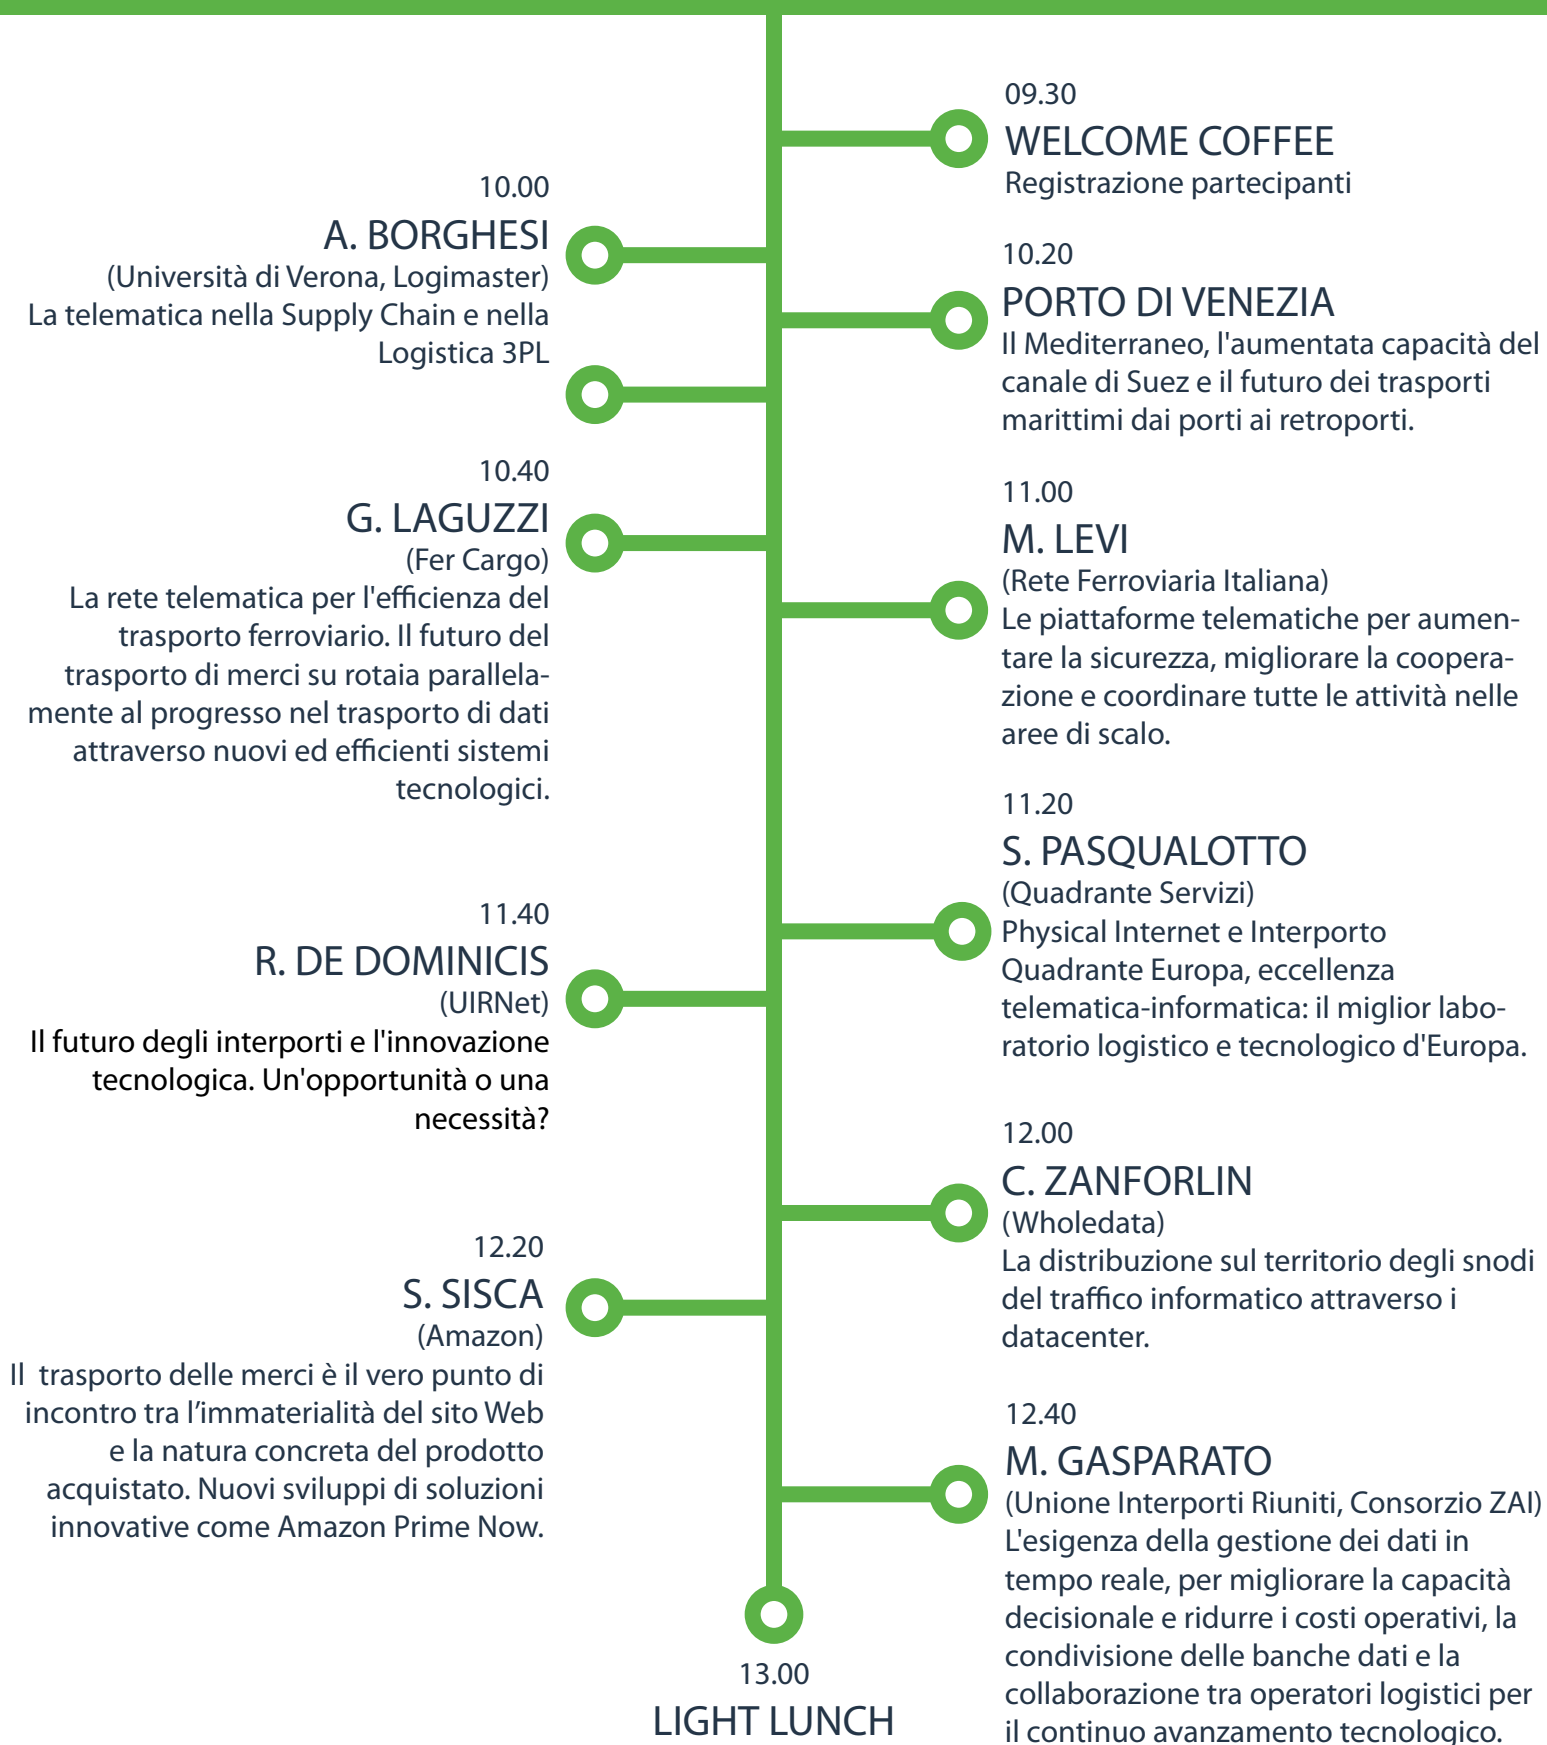 09.30
WELCOME COFFEE
Registrazione partecipanti
10.00
A. BORGHESI
(Università di Verona, Logimaster)
La telematica nella Supply Chain e nella
Logistica 3PL
10.20
PORTO DI VENEZIA
Il Mediterraneo, l'aumentata capacità del
canale di Suez e il futuro dei trasporti
marittimi dai porti ai retroporti.
10.40
G. LAGUZZI
(Fer Cargo)
La rete telematica per l'efficienza del
trasporto ferroviario. Il futuro del
trasporto di merci su rotaia parallela-
mente al progresso nel trasporto di dati
attraverso nuovi ed efficienti sistemi
tecnologici.
11.00
M. LEVI
(Rete Ferroviaria Italiana)
Le piattaforme telematiche per aumen-
tare la sicurezza, migliorare la coopera-
zione e coordinare tutte le attività nelle
aree di scalo.
11.20
S. PASQUALOTTO
(Quadrante Servizi)
Physical Internet e Interporto
Quadrante Europa, eccellenza
telematica-informatica: il miglior labo-
ratorio logistico e tecnologico d'Europa.
11.40
R. DE DOMINICIS
(UIRNet)
Il futuro degli interporti e l'innovazione
tecnologica. Un'opportunità o una
necessità?
12.00
C. ZANFORLIN
(Wholedata)
La distribuzione sul territorio degli snodi
del traffico informatico attraverso i
datacenter.
12.20
S. SISCA
(Amazon)
Il  trasporto delle merci è il vero punto di
incontro tra l’immaterialità del sito Web
e la natura concreta del prodotto
acquistato. Nuovi sviluppi di soluzioni
innovative come Amazon Prime Now.
12.40
M. GASPARATO
(Unione Interporti Riuniti, Consorzio ZAI)
L'esigenza della gestione dei dati in
tempo reale, per migliorare la capacità
decisionale e ridurre i costi operativi, la
condivisione delle banche dati e la
collaborazione tra operatori logistici per
il continuo avanzamento tecnologico.
13.00
LIGHT LUNCH